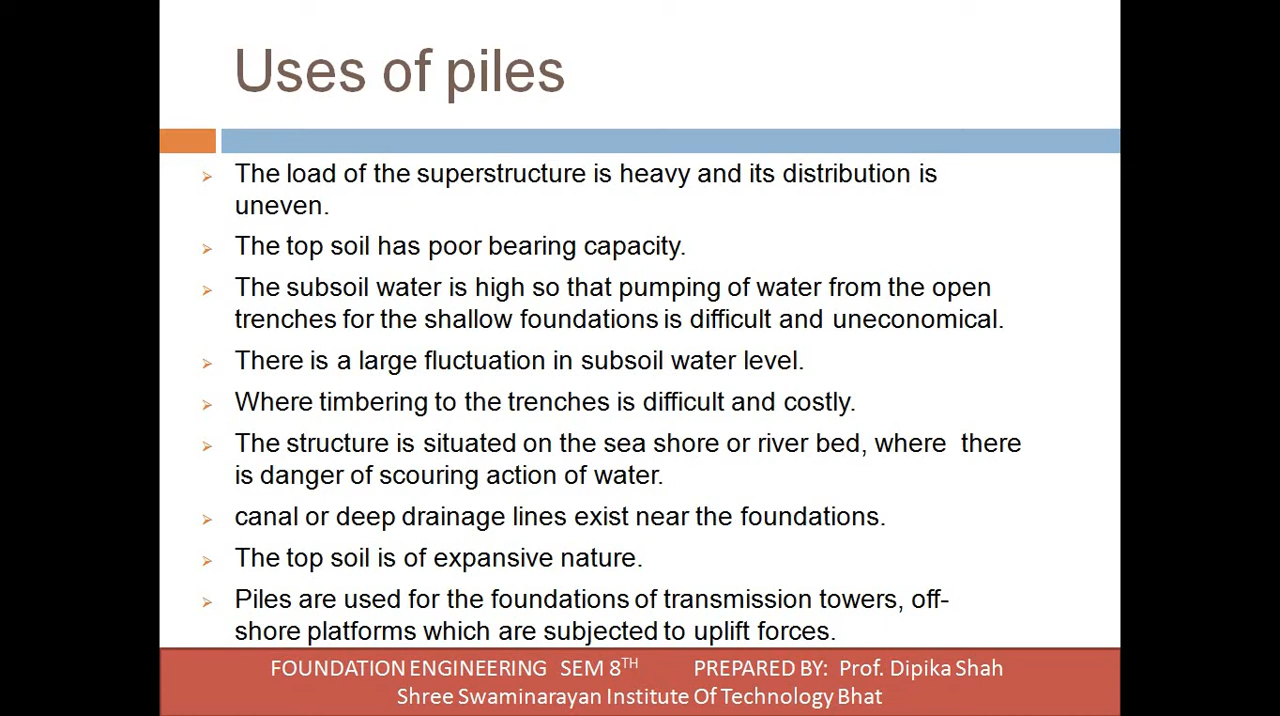 Uses of piles
The load of the superstructure is heavy and its distribution is
uneven.
The top soil has poor bearing capacity.
The subsoil water is high so that pumping of water from the open
trenches for the shallow foundations is difficult and uneconomical.
There is a large fluctuation in subsoil water level.
Where timbering to the trenches is difficult and costly.
The structure is situated on the sea shore or river bed, where there
is danger of scouring action of water.
canal or deep drainage lines exist near the foundations.
The top soil is of expansive nature.
Piles are used for the foundations of transmission towers, off-
shore platforms which are subjected to uplift forces.
FOUNDATION ENGINEERING SEM 8TH PREPARED BY: Prof. Dipika Shah
Shree Swaminarayan Institute Of Technology Bhat